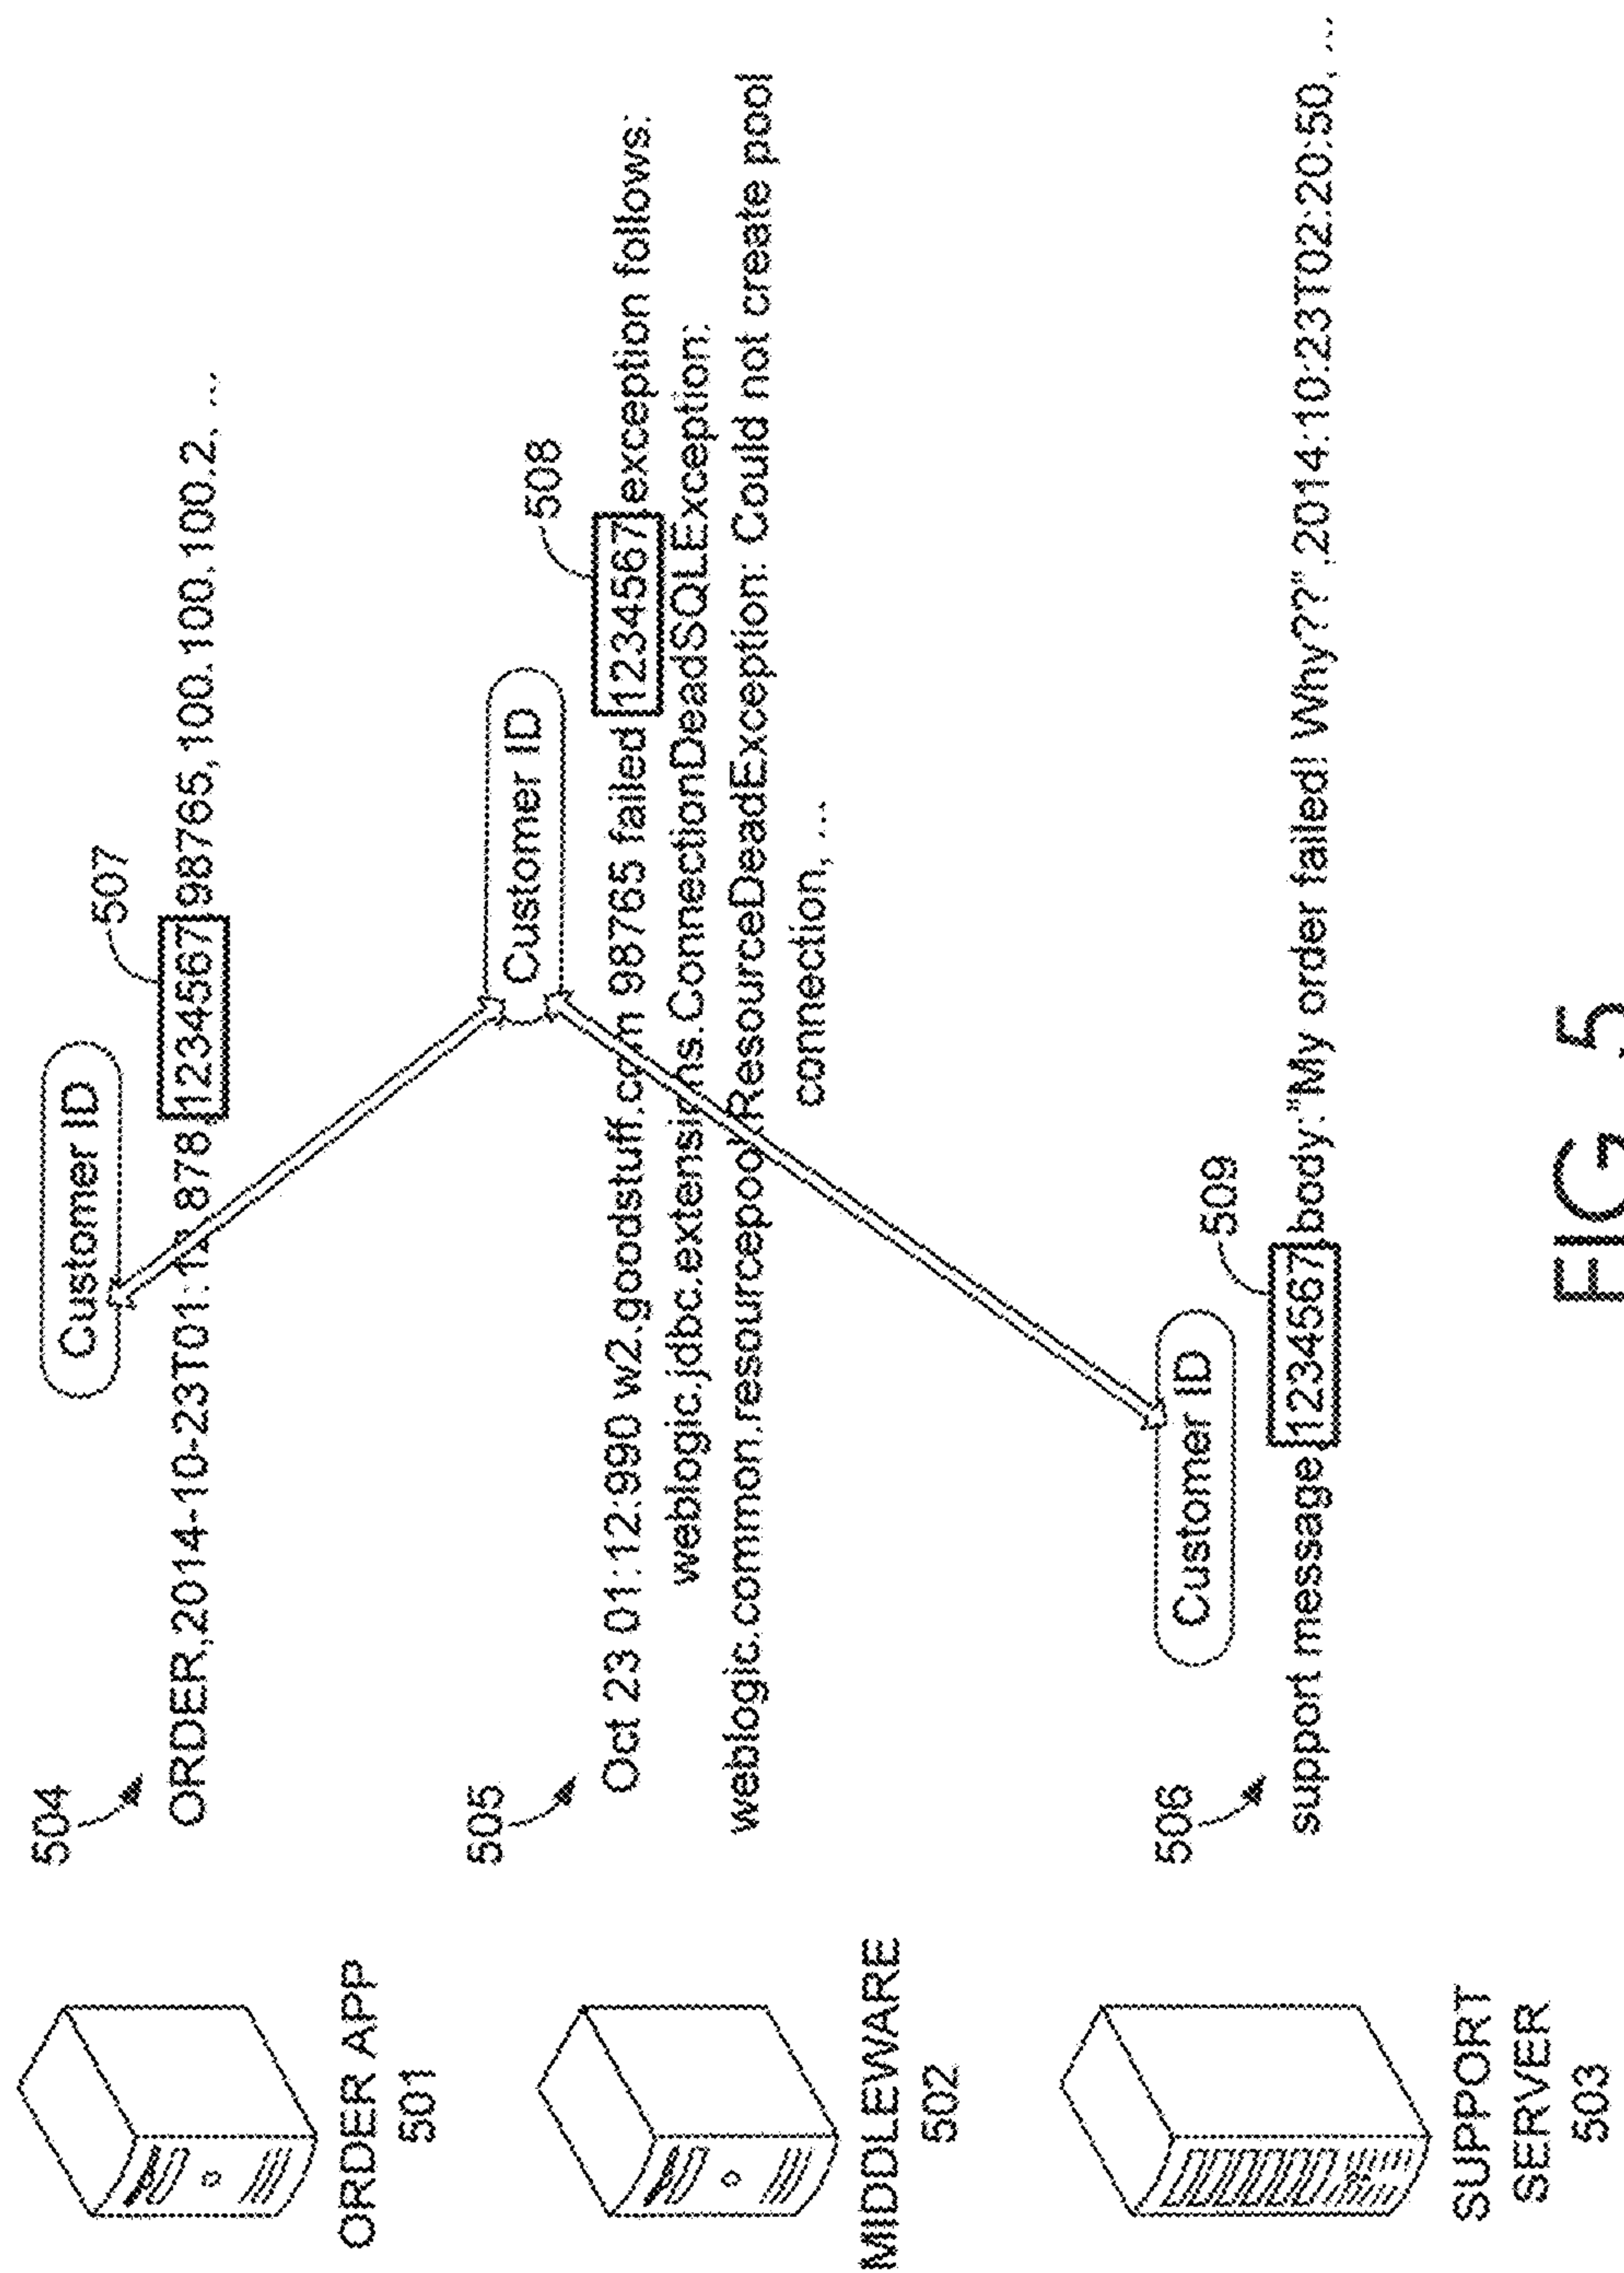 ORDER APP
501
504
Customer ID
507
ORDER,2014-10-23T01:12 878,1234567,98765,100.100.100.2, ...
MIDDLEWARE
502
505
Customer ID
508
Oct 23 01:12:990 w2.goodstuff.com 98765 failed 1234567 exception follows:
weblogic.jdbc.extensions.ConnectionDeadSQLException:
weblogic.common.resourcepool.ResourceDeadException: Could not create pool
connection, ...
SUPPORT
SERVER
503
506
Customer ID
509
support message 1234567 body:"My order failed! Why??",2014:10:23T02:20:50, ...
FIG. 5